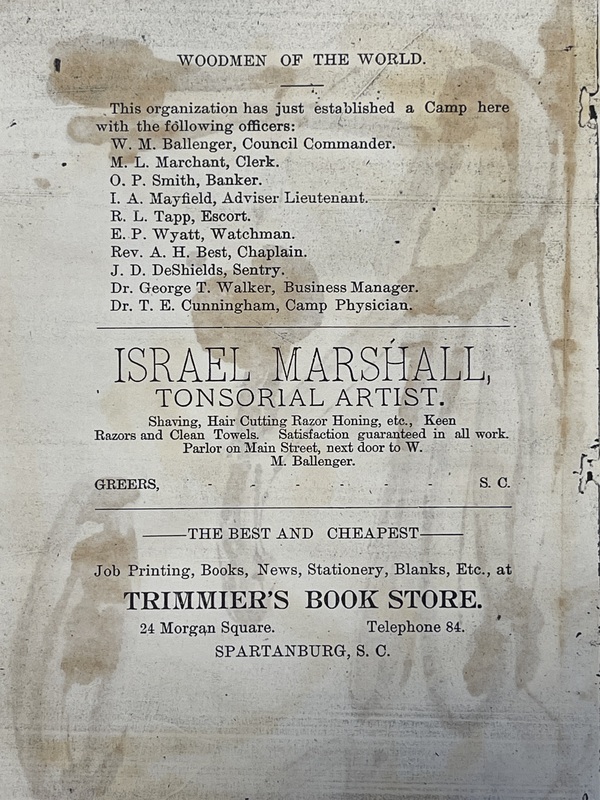 WOODMEN OF THE WORLD.
This organization has just established a Camp here
with the following officers:
W. M. Ballenger, Council Commander.
M. L. Marchant, Clerk.
O. P. Smith, Banker.
I. A. Mayfield, Adviser Lieutenant.
R. L. Tapp, Escort.
E. P. Wyatt, Watchman.
Rev. A. H. Best, Chaplain.
J. D. DeShields, Sentry.
Dr. George T. Walker, Business Manager.
Dr. T. E. Cunningham, Camp Physician.
ISRAEL MARSHALL,
TONSORIAL ARTIST.
Shaving, Hair Cutting Razor Honing, etc., Keen
Razors and Clean Towels. Satisfaction guaranteed in all work.
Parlor on Main Street, next door to W.
M. Ballenger.
GREERS, - - - - - - S. C.
——THE BEST AND CHEAPEST——
Job Printing, Books, News, Stationery, Blanks, Etc., at
TRIMMIER'S BOOK STORE.
24 Morgan Square. Telephone 84.
SPARTANBURG, S. C.